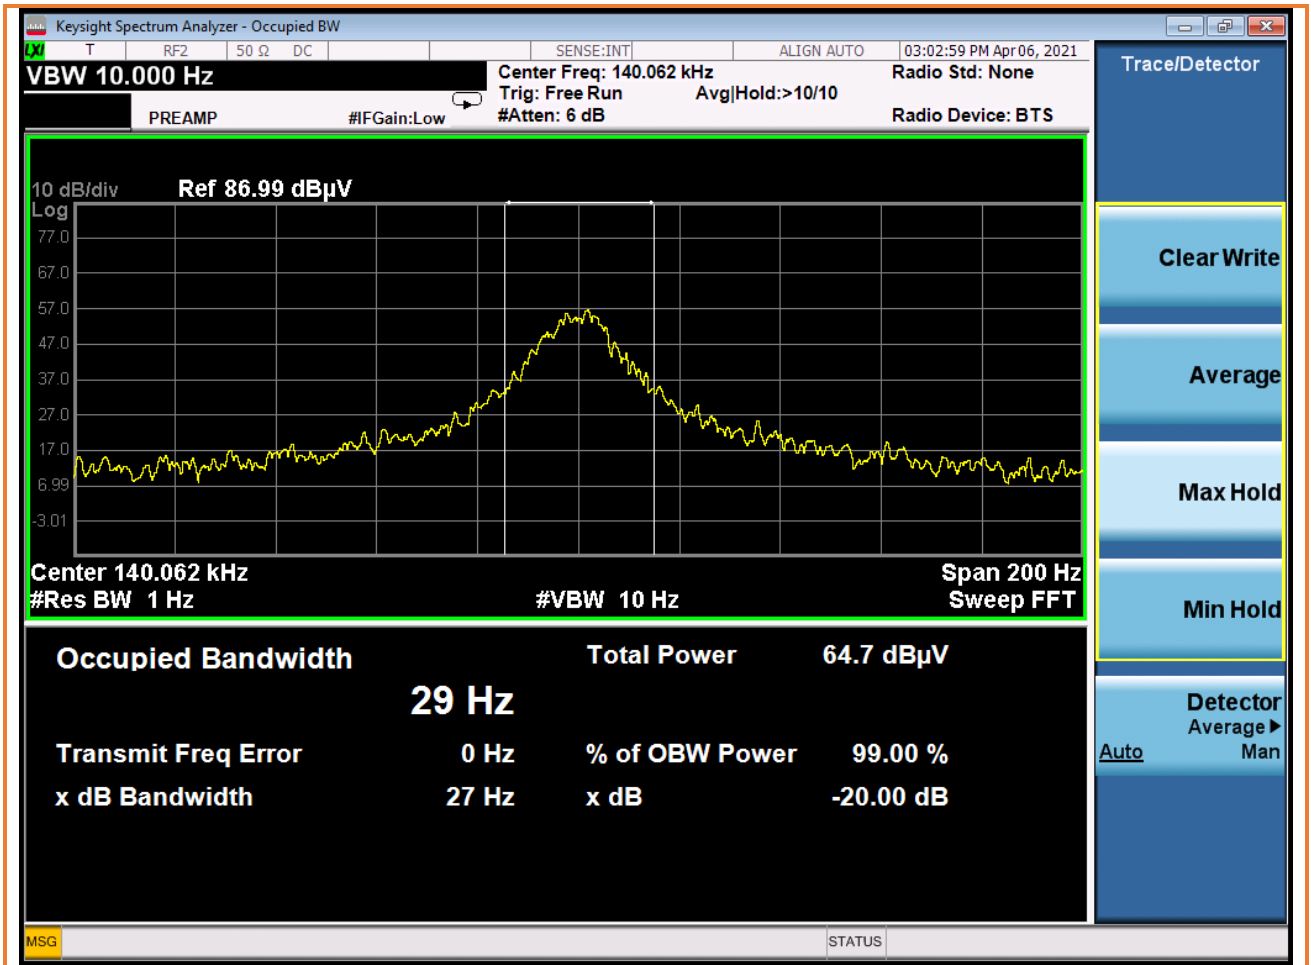 Keysight Spectrum Analyzer - Occupied BW
LXI T RF2 50 Ω DC SENSE:INT ALIGN AUTO 03:02:59 PM Apr 06, 2021
VBW 10.000 Hz
Center Freq: 140.062 kHz
Radio Std: None
Trig: Free Run Avg|Hold:>10/10
PREAMP #IFGain:Low #Atten: 6 dB Radio Device: BTS
10 dB/div Ref 86.99 dBµV
Log
77.0
67.0
57.0
47.0
37.0
27.0
17.0
6.99
-3.01
Center 140.062 kHz Span 200 Hz
#Res BW 1 Hz #VBW 10 Hz Sweep FFT
Occupied Bandwidth Total Power 64.7 dBµV
29 Hz
Transmit Freq Error 0 Hz % of OBW Power 99.00 %
x dB Bandwidth 27 Hz x dB -20.00 dB
Trace/Detector
Clear Write
Average
Max Hold
Min Hold
Detector
Average
Auto Man
MSG STATUS